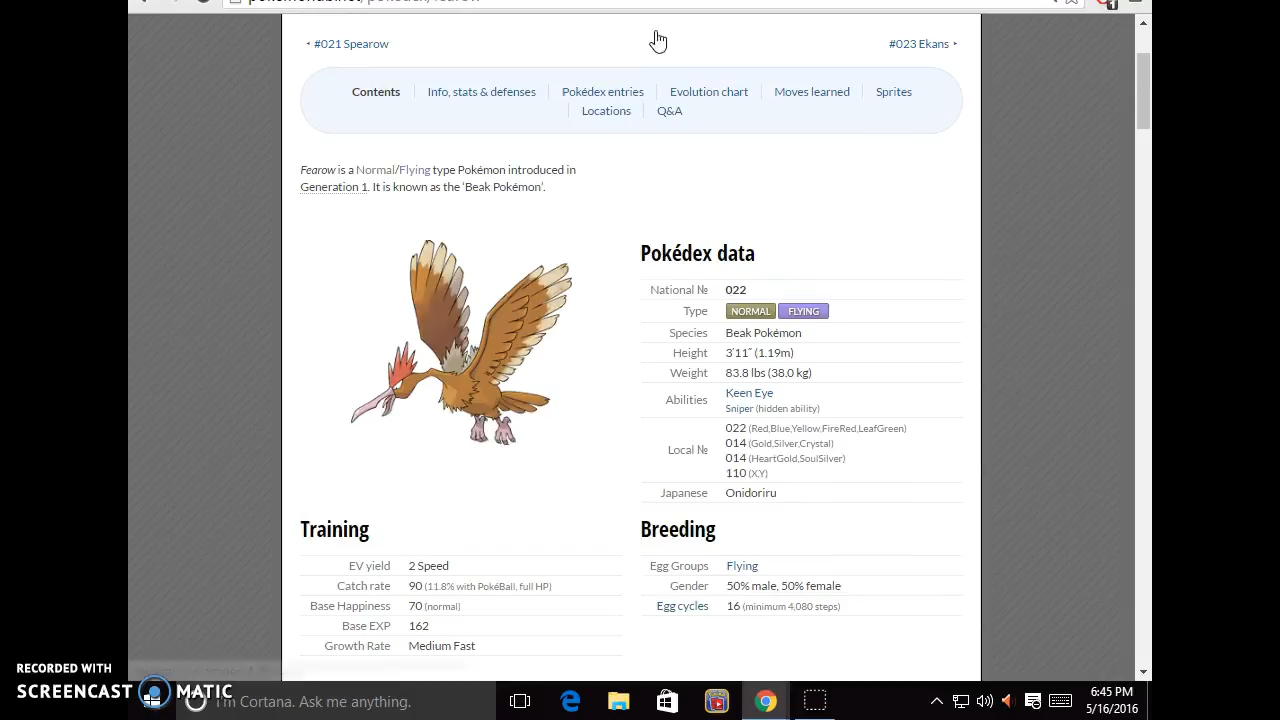 #021 Spearow
#023 Ekans
Contents
Info, stats & defenses
Pokédex entries
Evolution chart
Moves learned
Sprites
Locations
Q&A
Fearow is a Normal/Flying type Pokémon introduced in
Generation 1. It is known as the ‘Beak Pokémon’.
Pokédex data
National № 022
Type NORMAL FLYING
Species Beak Pokémon
Height 3′11″ (1.19m)
Weight 83.8 lbs (38.0 kg)
Abilities Keen Eye
Sniper (hidden ability)
Local № 022 (Red,Blue,Yellow,FireRed,LeafGreen)
014 (Gold,Silver,Crystal)
014 (HeartGold,SoulSilver)
110 (X,Y)
Japanese Onidoriru
Training
EV yield 2 Speed
Catch rate 90 (11.8% with PokéBall, full HP)
Base Happiness 70 (normal)
Base EXP 162
Growth Rate Medium Fast
Breeding
Egg Groups Flying
Gender 50% male, 50% female
Egg cycles 16 (minimum 4,080 steps)
RECORDED WITH
SCREENCAST MATIC
I'm Cortana. Ask me anything.
6:45 PM
5/16/2016